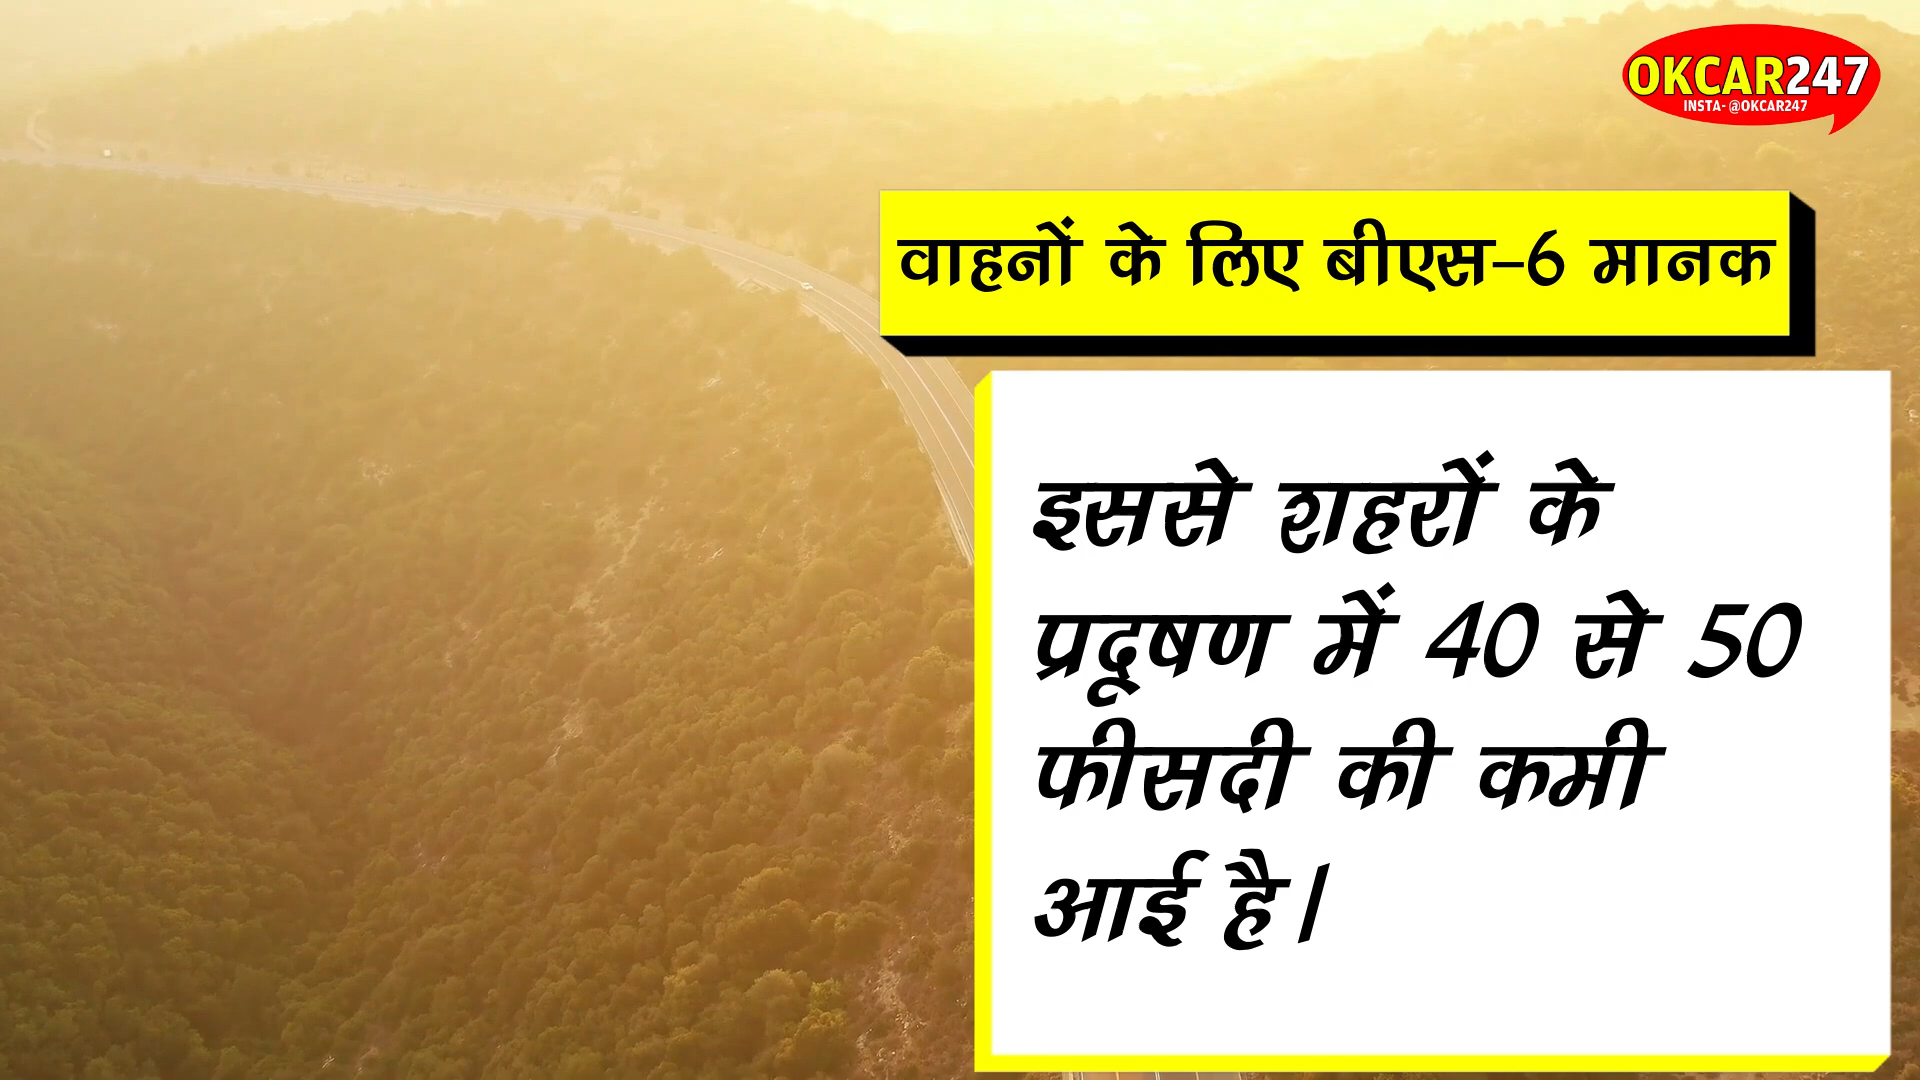 OKCAR247
INSTA- @OKCAR247
वाहनों के लिए बीएस-6 मानक
इससे शहरों के
प्रदूषण में 40 से 50
फीसदी की कमी
आई है।